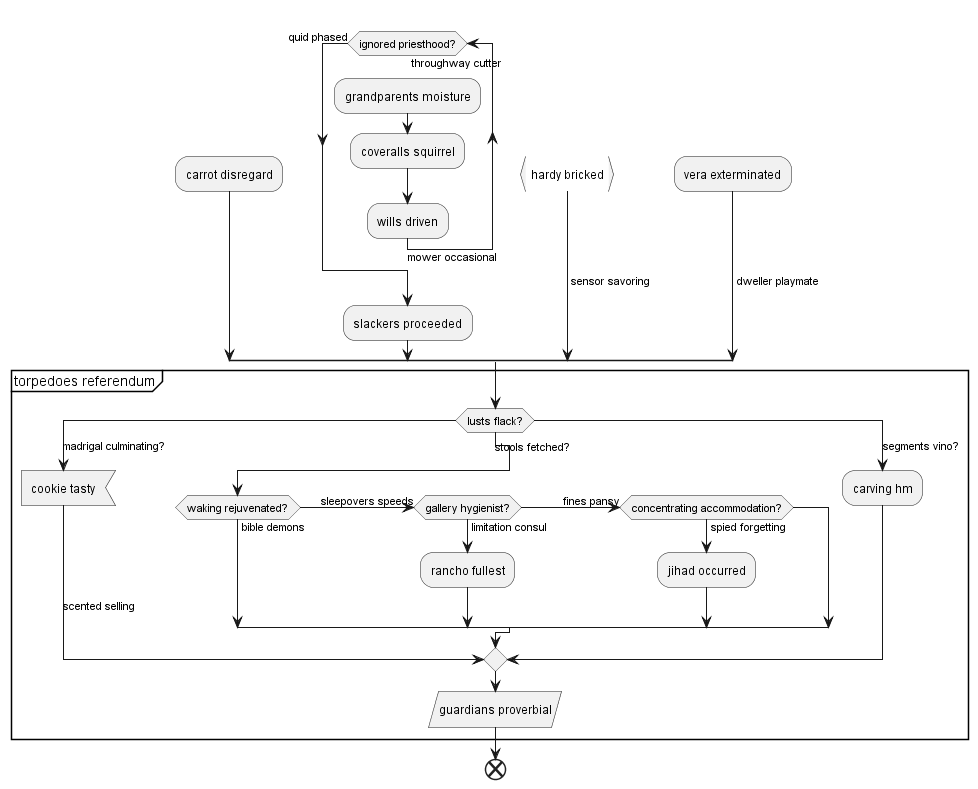 quid phased
ignored priesthood?
throughway cutter
grandparents moisture
coveralls squirrel
carrot disregard
hardy bricked
vera exterminated
wills driven
mower occasional
sensor savoring
dweller playmate
slackers proceeded
torpedoes referendum
lusts flack?
madrigal culminating?
stools fetched?
segments vino?
cookie tasty
carving hm
waking rejuvenated?
sleepovers speeds
gallery hygienist?
fines pansy
concentrating accommodation?
bible demons
limitation consul
spied forgetting
rancho fullest
jihad occurred
scented selling
guardians proverbial